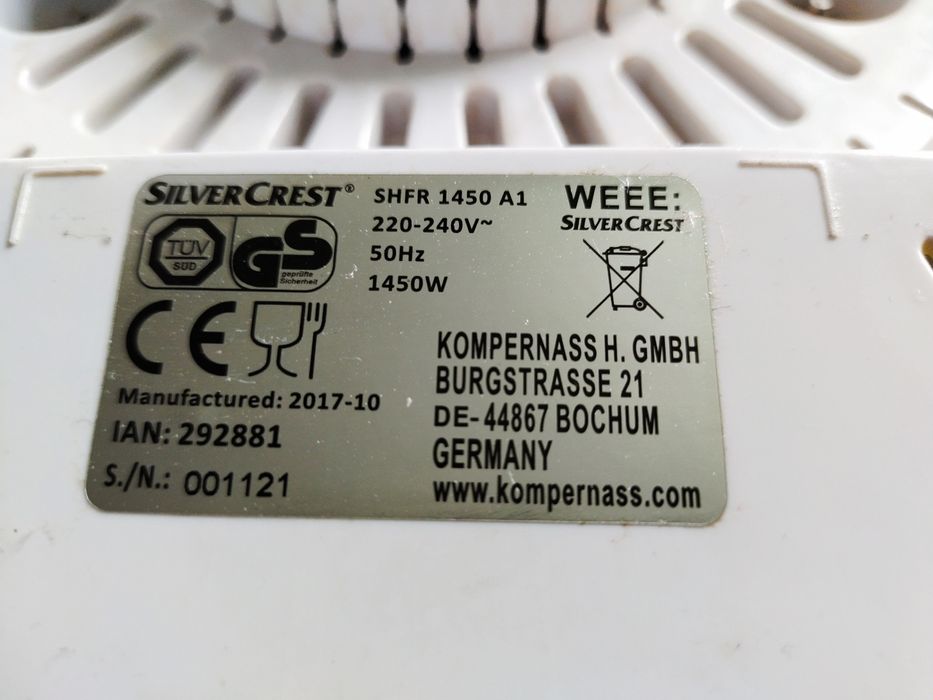 SILVERCREST® SHFR 1450 A1
220-240V~
50Hz
1450W
WEEE:
SILVERCREST
TÜV
SÜD
GS
geprüfte
Sicherheit
CE
Manufactured: 2017-10
IAN: 292881
S./N.: 001121
KOMPERNASS H. GMBH
BURGSTRASSE 21
DE- 44867 BOCHUM
GERMANY
www.kompernass.com